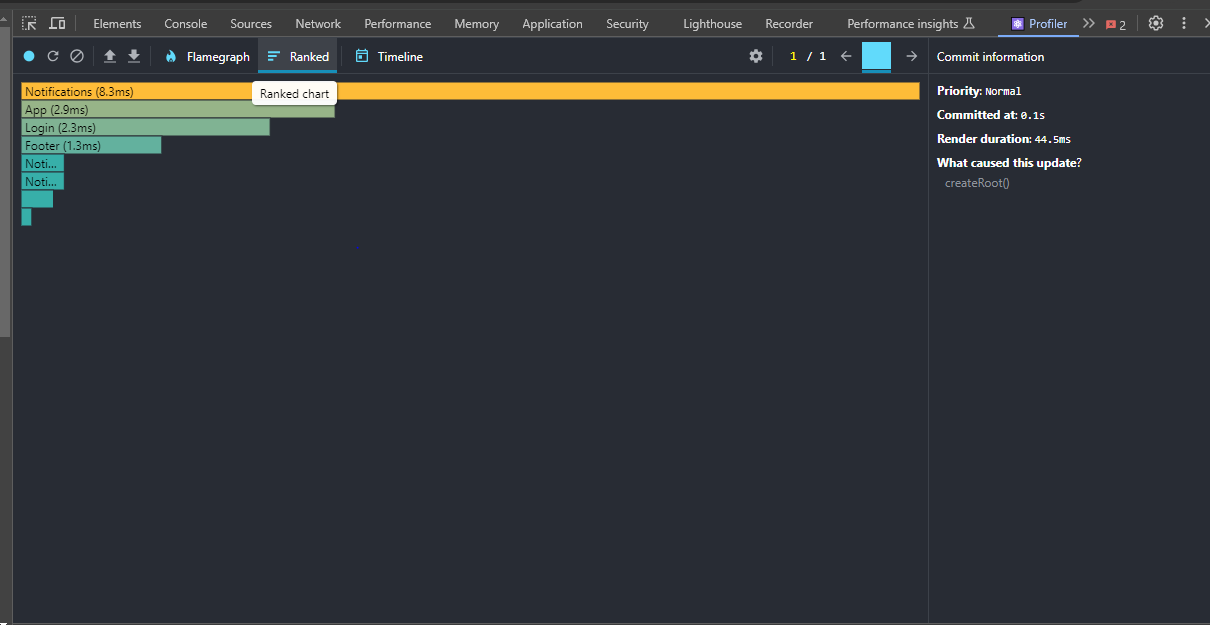 Elements Console Sources Network Performance Memory Application Security Lighthouse Recorder Performance insights Profiler 2
Flamegraph Ranked Timeline 1 / 1 Commit information
Notifications (8.3ms)
Ranked chart
App (2.9ms)
Login (2.3ms)
Footer (1.3ms)
Noti...
Noti...
Priority: Normal
Committed at: 0.1s
Render duration: 44.5ms
What caused this update?
createRoot()